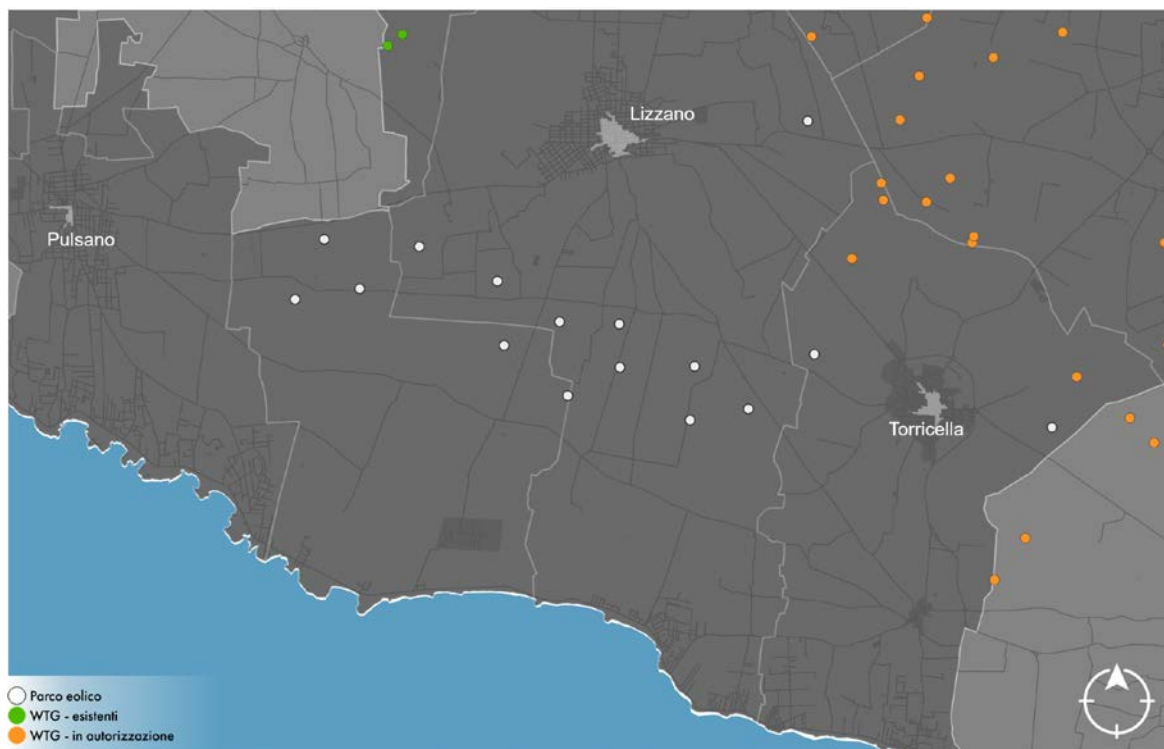 Lizzano
Pulsano
Torricella
Parco eolico
WTG - esistenti
WTG - in autorizzazione